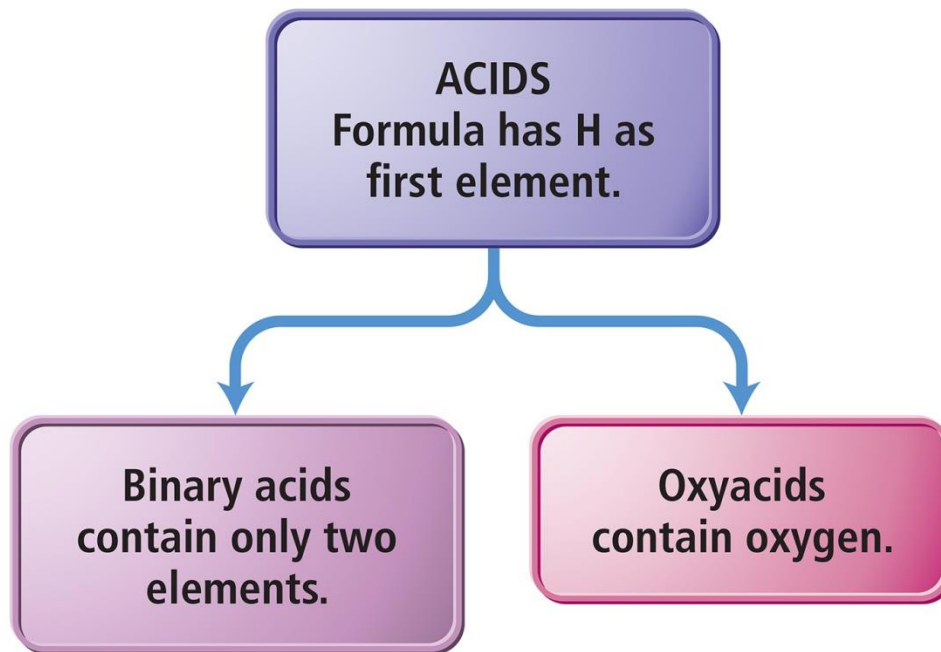 ACIDS
Formula has H as
first element.
Binary acids
contain only two
elements.
Oxyacids
contain oxygen.